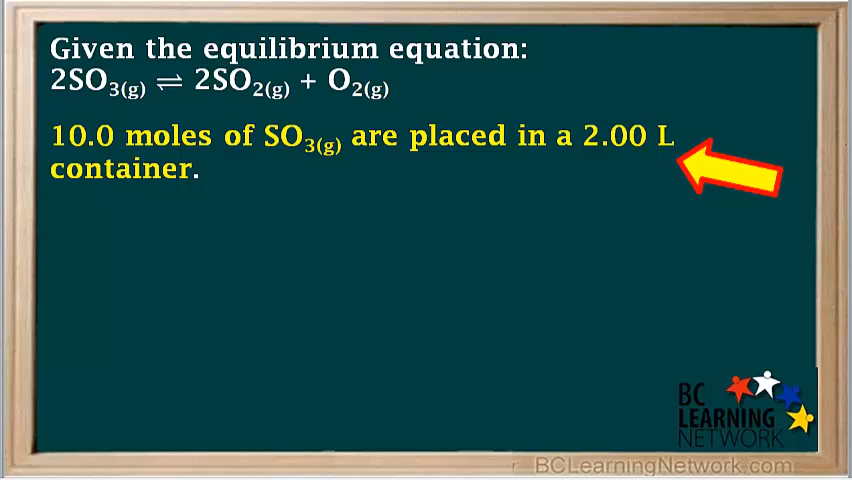 Given the equilibrium equation:
2SO₃(g) ⇌ 2SO₂(g) + O₂(g)
10.0 moles of SO₃(g) are placed in a 2.00 L
container.
BC
LEARNING
NETWORK
BCLearningNetwork.com